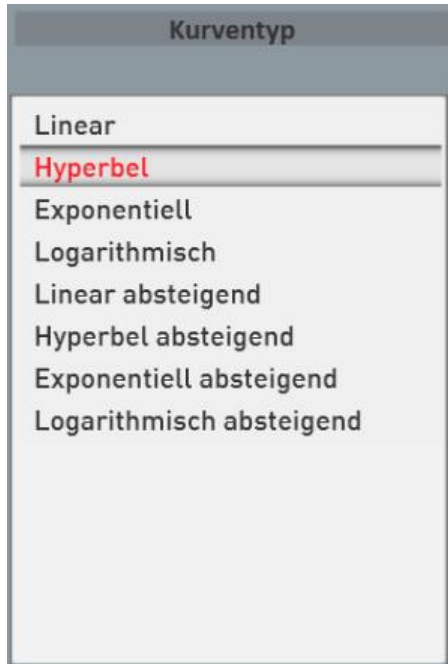 Kurventyp
Linear
Hyperbel
Exponentiell
Logarithmisch
Linear absteigend
Hyperbel absteigend
Exponentiell absteigend
Logarithmisch absteigend